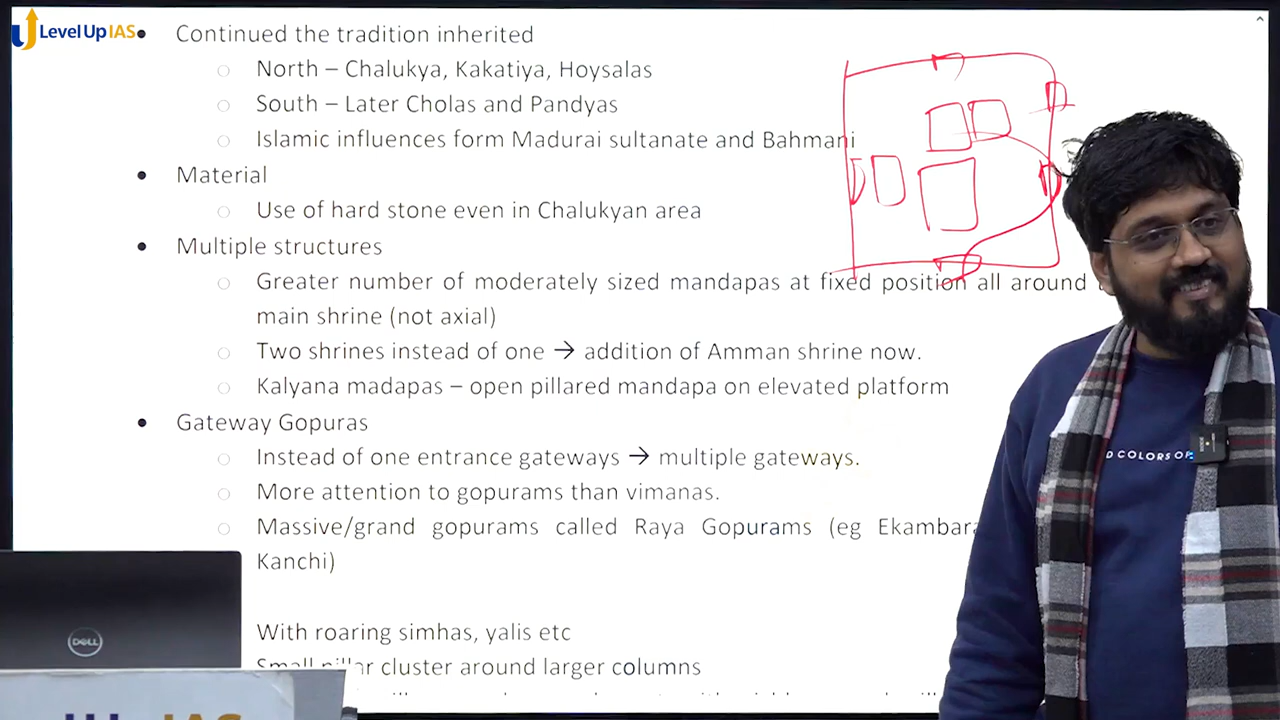 Level Up IAS
Continued the tradition inherited
North – Chalukya, Kakatiya, Hoysalas
South – Later Cholas and Pandyas
Islamic influences form Madurai sultanate and Bahmani
Material
Use of hard stone even in Chalukyan area
Multiple structures
Greater number of moderately sized mandapas at fixed position all around
main shrine (not axial)
Two shrines instead of one → addition of Amman shrine now.
Kalyana madapas – open pillared mandapa on elevated platform
Gateway Gopuras
Instead of one entrance gateways → multiple gateways.
More attention to gopurams than vimanas.
Massive/grand gopurams called Raya Gopurams (eg Ekambara
Kanchi)
With roaring simhas, yalis etc
Small pillar cluster around larger columns
D COLORS OF
DELL